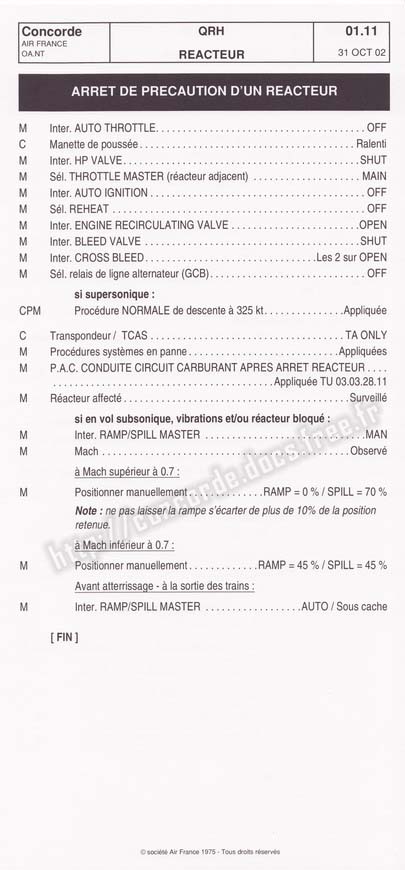 Concorde QRH 01.11
AIR FRANCE
OA.NT REACTEUR 31 OCT 02
ARRET DE PRECAUTION D'UN REACTEUR
M Inter. AUTO THROTTLE. . . . . . . . . . . . . . . . . . . . . . . . . . . . . . . . . . . . OFF
C Manette de poussée. . . . . . . . . . . . . . . . . . . . . . . . . . . . . . . . . . . . . Ralenti
M Inter. HP VALVE. . . . . . . . . . . . . . . . . . . . . . . . . . . . . . . . . . . . . . . . SHUT
M Sél. THROTTLE MASTER (réacteur adjacent) . . . . . . . . . . . . . . . . . . . MAIN
M Inter. AUTO IGNITION . . . . . . . . . . . . . . . . . . . . . . . . . . . . . . . . . . . . . OFF
M Sél. REHEAT . . . . . . . . . . . . . . . . . . . . . . . . . . . . . . . . . . . . . . . . . . . OFF
M Inter. ENGINE RECIRCULATING VALVE . . . . . . . . . . . . . . . . . . . . . . . OPEN
M Inter. BLEED VALVE . . . . . . . . . . . . . . . . . . . . . . . . . . . . . . . . . . . . . SHUT
M Inter. CROSS BLEED. . . . . . . . . . . . . . . . . . . . . . . . . . . . . Les 2 sur OPEN
M Sél. relais de ligne alternateur (GCB). . . . . . . . . . . . . . . . . . . . . . . . . . . OFF
si supersonique :
CPM Procédure NORMALE de descente à 325 kt. . . . . . . . . . . . . . Appliquée
C Transpondeur / TCAS . . . . . . . . . . . . . . . . . . . . . . . . . . . . . . . . . TA ONLY
M Procédures systèmes en panne . . . . . . . . . . . . . . . . . . . . . . . . . Appliquées
M P.A.C. CONDUITE CIRCUIT CARBURANT APRES ARRET REACTEUR . . . .
. . . . . . . . . . . . . . . . . . . . . . . . . . . . . . . . . . . Appliquée TU 03.03.28.11
M Réacteur affecté . . . . . . . . . . . . . . . . . . . . . . . . . . . . . . . . . . . . . Surveillé
si en vol subsonique, vibrations et/ou réacteur bloqué :
M Inter. RAMP/SPILL MASTER . . . . . . . . . . . . . . . . . . . . . . . . . . . MAN
M Mach . . . . . . . . . . . . . . . . . . . . . . . . . . . . . . . . . . . . . . . . . . Observé
à Mach supérieur à 0.7 :
M Positionner manuellement. . . . . . . . . . . . . RAMP = 0 % / SPILL = 70 %
Note : ne pas laisser la rampe s'écarter de plus de 10% de la position
retenue.
à Mach inférieur à 0.7 :
M Positionner manuellement. . . . . . . . . . . . RAMP = 45 % / SPILL = 45 %
Avant atterrissage - à la sortie des trains :
M Inter. RAMP/SPILL MASTER . . . . . . . . . . . . . . . . . AUTO / Sous cache
[ FIN ]
http://concorde.docs.free.fr
© société Air France 1975 - Tous droits réservés